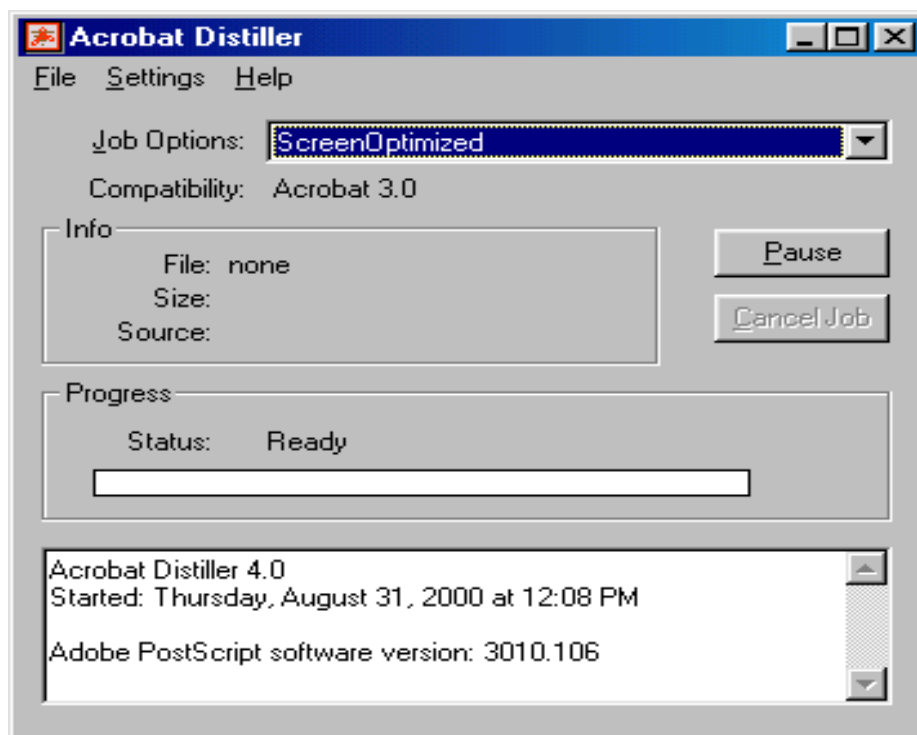 Acrobat Distiller
File Settings Help
Job Options: ScreenOptimized
Compatibility: Acrobat 3.0
Info
File: none
Size:
Source:
Pause
Cancel Job
Progress
Status: Ready
Acrobat Distiller 4.0
Started: Thursday, August 31, 2000 at 12:08 PM
Adobe PostScript software version: 3010.106